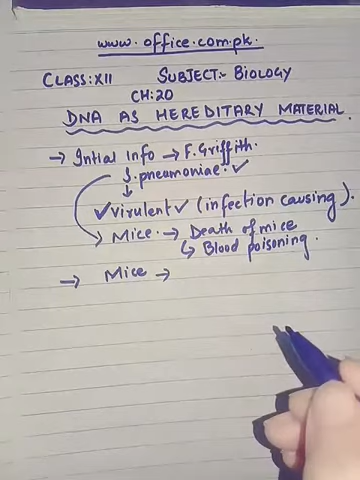 www.office.com.pk.
CLASS:XII SUBJECT:- BIOLOGY
CH:20
DNA AS HEREDITARY MATERIAL.
→ Intial Info → F.Griffith.
S.pneumoniae. ✓
↓
✓virulent ✓ (infection causing).
→ Mice. → Death of mice
↳ Blood poisoning.
→ Mice →